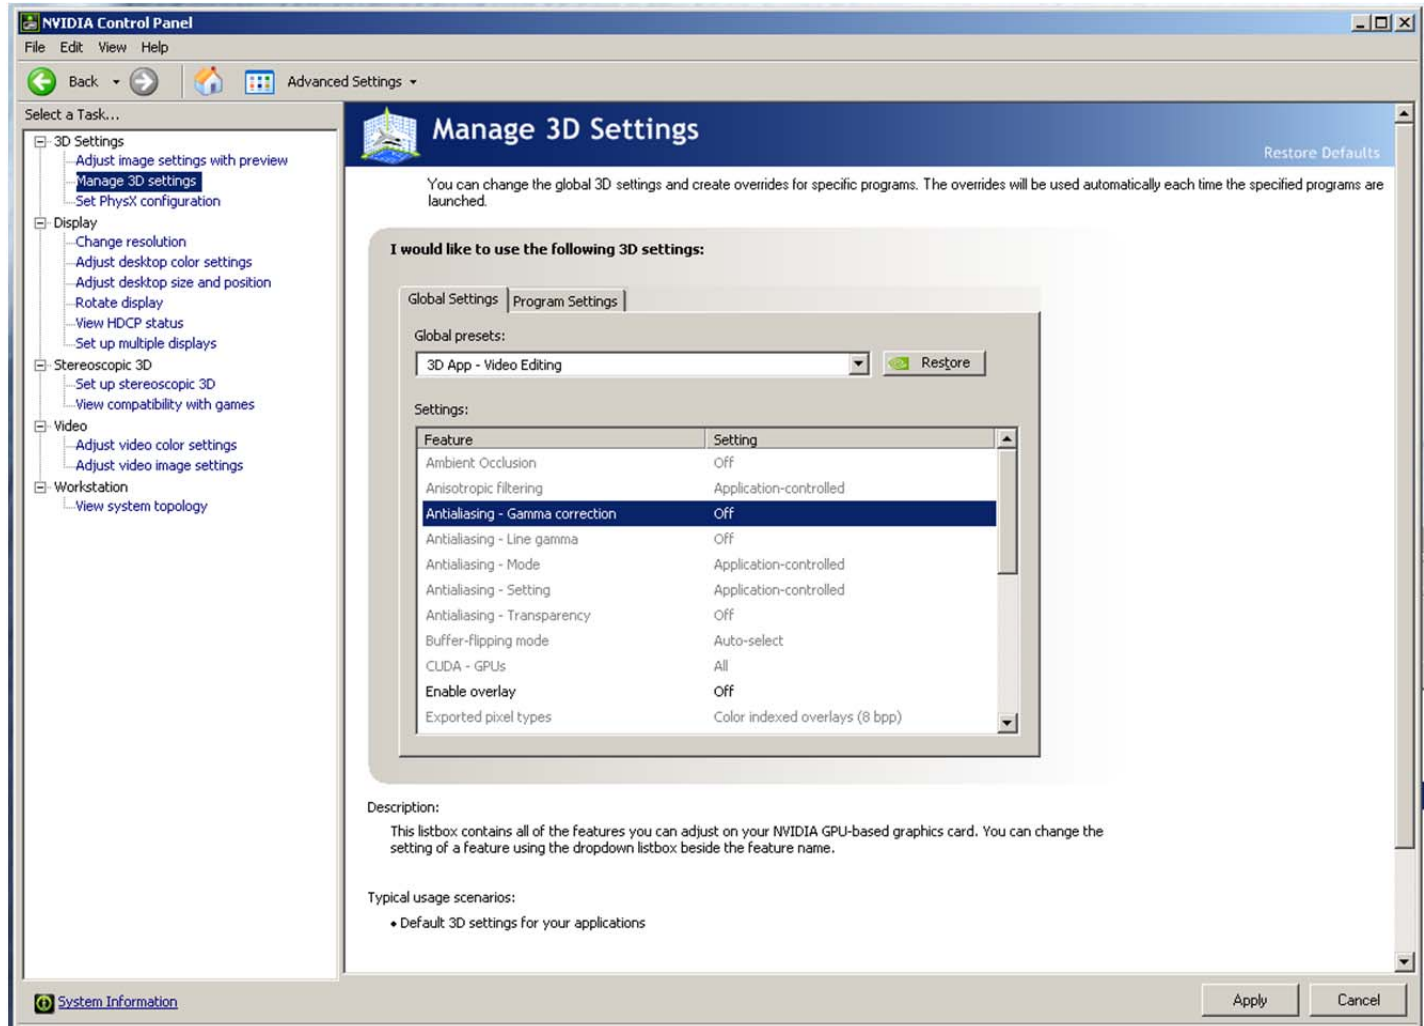 NVIDIA Control Panel
File Edit View Help
Back Advanced Settings
Select a Task...
3D Settings
Adjust image settings with preview
Manage 3D settings
Set PhysX configuration
Display
Change resolution
Adjust desktop color settings
Adjust desktop size and position
Rotate display
View HDCP status
Set up multiple displays
Stereoscopic 3D
Set up stereoscopic 3D
View compatibility with games
Video
Adjust video color settings
Adjust video image settings
Workstation
View system topology
Manage 3D Settings
Restore Defaults
You can change the global 3D settings and create overrides for specific programs. The overrides will be used automatically each time the specified programs are
launched.
I would like to use the following 3D settings:
Global Settings Program Settings
Global presets:
3D App - Video Editing Restore
Settings:
Feature Setting
Ambient Occlusion Off
Anisotropic filtering Application-controlled
Antialiasing - Gamma correction Off
Antialiasing - Line gamma Off
Antialiasing - Mode Application-controlled
Antialiasing - Setting Application-controlled
Antialiasing - Transparency Off
Buffer-flipping mode Auto-select
CUDA - GPUs All
Enable overlay Off
Exported pixel types Color indexed overlays (8 bpp)
Description:
This listbox contains all of the features you can adjust on your NVIDIA GPU-based graphics card. You can change the
setting of a feature using the dropdown listbox beside the feature name.
Typical usage scenarios:
• Default 3D settings for your applications
System Information
Apply Cancel